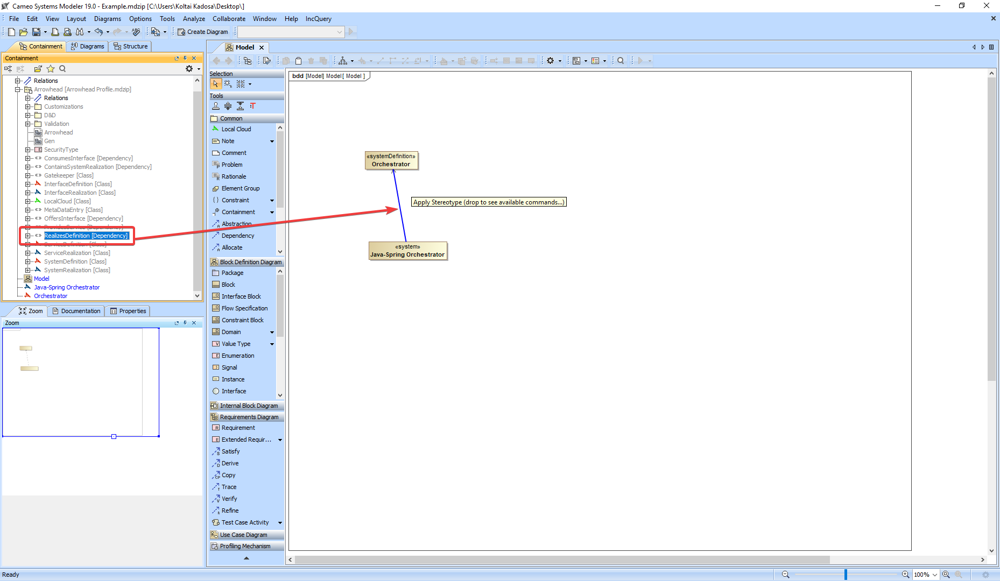 Cameo Systems Modeler 19.0 - Example.mdzip [C:\Users\Koltai Kadosa\Desktop\]
File Edit View Layout Diagrams Options Tools Analyze Collaborate Window Help IncQuery
Create Diagram
Containment Diagrams Structure
Containment
Relations
Arrowhead [Arrowhead Profile.mdzip]
Relations
Customizations
D&D
Validation
Arrowhead
Gen
SecurityType
ConsumesInterface [Dependency]
ContainsSystemRealization [Dependency]
Gatekeeper [Class]
InterfaceDefinition [Class]
InterfaceRealization [Class]
LocalCloud [Class]
MetaDataEntry [Class]
OffersInterface [Dependency]
ProvidesService [Dependency]
RealizesDefinition [Dependency]
ServiceDefinition [Class]
ServiceRealization [Class]
SystemDefinition [Class]
SystemRealization [Class]
Model
Java-Spring Orchestrator
Orchestrator
Zoom Documentation Properties
Zoom
Model
Selection
Tools
Common
Local Cloud
Note
Comment
Problem
Rationale
Element Group
Constraint
Containment
Abstraction
Dependency
Allocate
Block Definition Diagram
Package
Block
Interface Block
Flow Specification
Constraint Block
Domain
Value Type
Enumeration
Signal
Instance
Interface
Internal Block Diagram
Requirements Diagram
Requirement
Extended Requir...
Satisfy
Derive
Copy
Trace
Verify
Refine
Test Case Activity
Use Case Diagram
Profiling Mechanism
bdd [Model] Model[ Model ]
«systemDefinition»
Orchestrator
Apply Stereotype (drop to see available commands...)
«system»
Java-Spring Orchestrator
Ready
100%